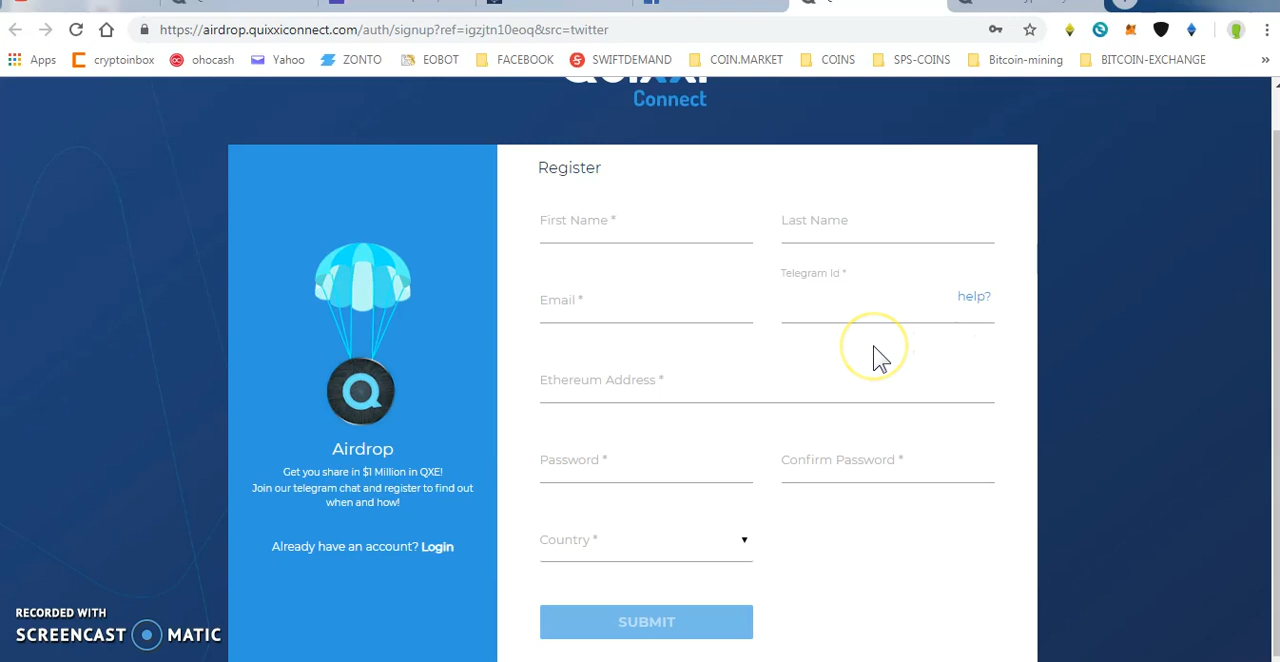 https://airdrop.quixxiconnect.com/auth/signup?ref=igzjtn10eoq&src=twitter
Apps cryptoinbox ohocash Yahoo ZONTO EOBOT FACEBOOK SWIFTDEMAND COIN.MARKET COINS SPS-COINS Bitcoin-mining BITCOIN-EXCHANGE »
Connect
Register
First Name * Last Name
Telegram Id *
Email * help?
Ethereum Address *
Password * Confirm Password *
Country *
SUBMIT
Airdrop
Get you share in $1 Million in QXE!
Join our telegram chat and register to find out
when and how!
Already have an account? Login
RECORDED WITH
SCREENCAST MATIC